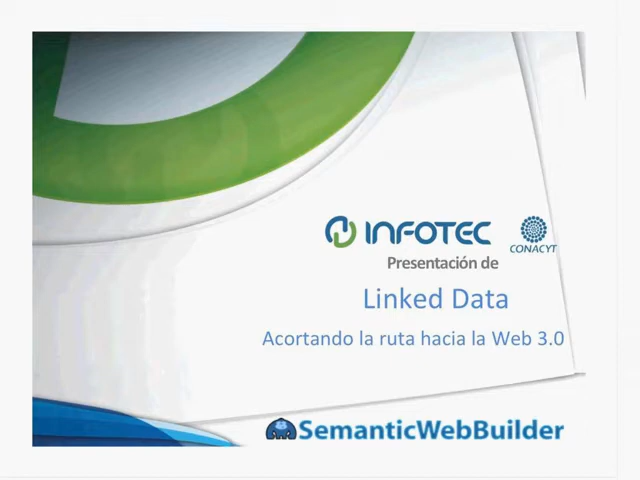 INFOTEC
CONACYT
Presentación de
Linked Data
Acortando la ruta hacia la Web 3.0
SemanticWebBuilder